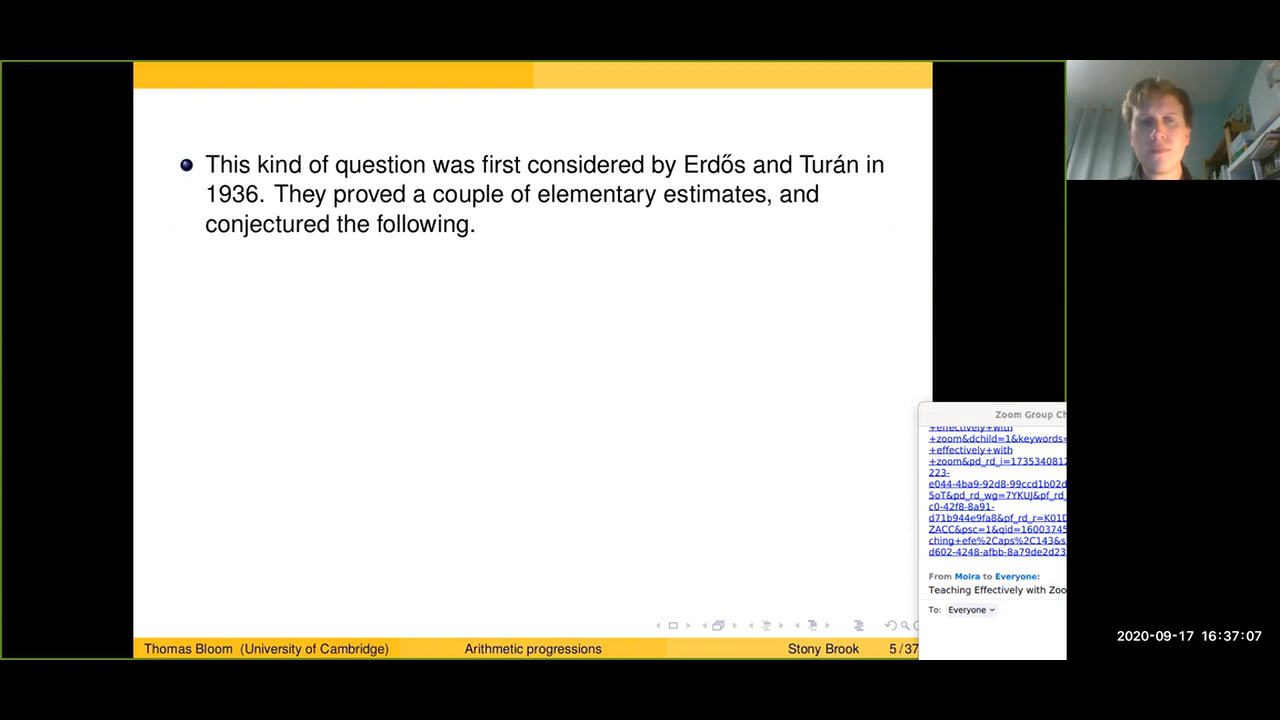 This kind of question was first considered by Erdős and Turán in
1936. They proved a couple of elementary estimates, and
conjectured the following.
Zoom Group Ch
+effectively+with
+zoom&dchild=1&keywords=
+effectively+with
+zoom&pd_rd_i=1735340812
223-
e044-4ba9-92d8-99ccd1b02d
5oT&pd_rd_wg=7YKUJ&pf_rd_
c0-42f8-8a91-
d71b944e9fa8&pf_rd_r=K01D
ZACC&psc=1&qid=16003745
ching+efe%2Caps%2C143&s
d602-4248-afbb-8a79de2d23
From Moira to Everyone:
Teaching Effectively with Zoo
To: Everyone
Thomas Bloom (University of Cambridge)
Arithmetic progressions
Stony Brook
5 / 37
2020-09-17 16:37:07